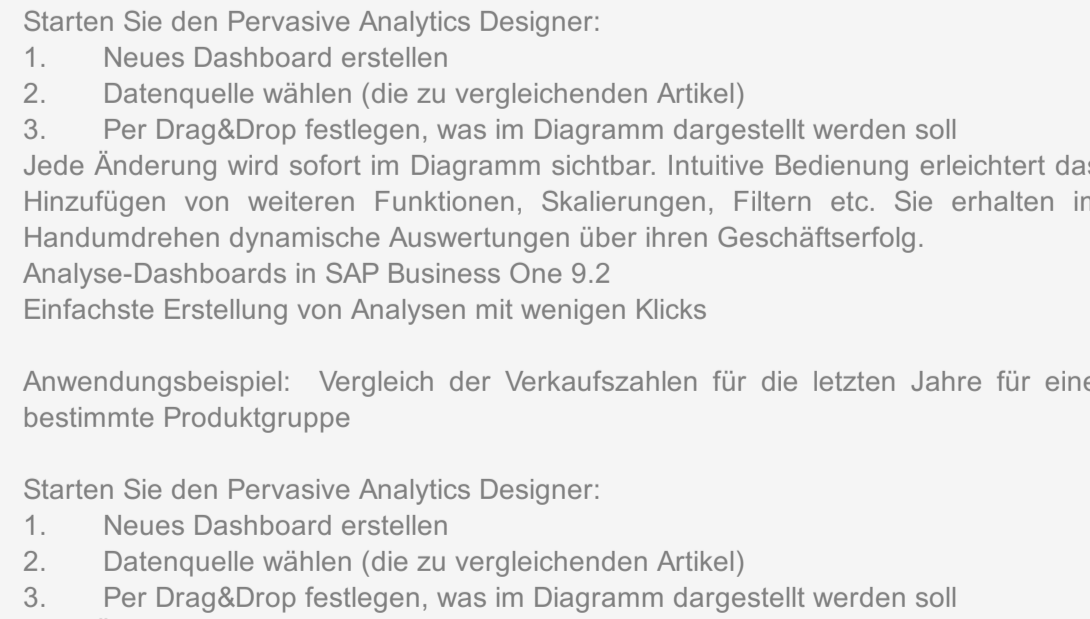 Starten Sie den Pervasive Analytics Designer:
1. Neues Dashboard erstellen
2. Datenquelle wählen (die zu vergleichenden Artikel)
3. Per Drag&Drop festlegen, was im Diagramm dargestellt werden soll
Jede Änderung wird sofort im Diagramm sichtbar. Intuitive Bedienung erleichtert das
Hinzufügen von weiteren Funktionen, Skalierungen, Filtern etc. Sie erhalten im
Handumdrehen dynamische Auswertungen über ihren Geschäftserfolg.
Analyse-Dashboards in SAP Business One 9.2
Einfachste Erstellung von Analysen mit wenigen Klicks
Anwendungsbeispiel: Vergleich der Verkaufszahlen für die letzten Jahre für eine
bestimmte Produktgruppe
Starten Sie den Pervasive Analytics Designer:
1. Neues Dashboard erstellen
2. Datenquelle wählen (die zu vergleichenden Artikel)
3. Per Drag&Drop festlegen, was im Diagramm dargestellt werden soll